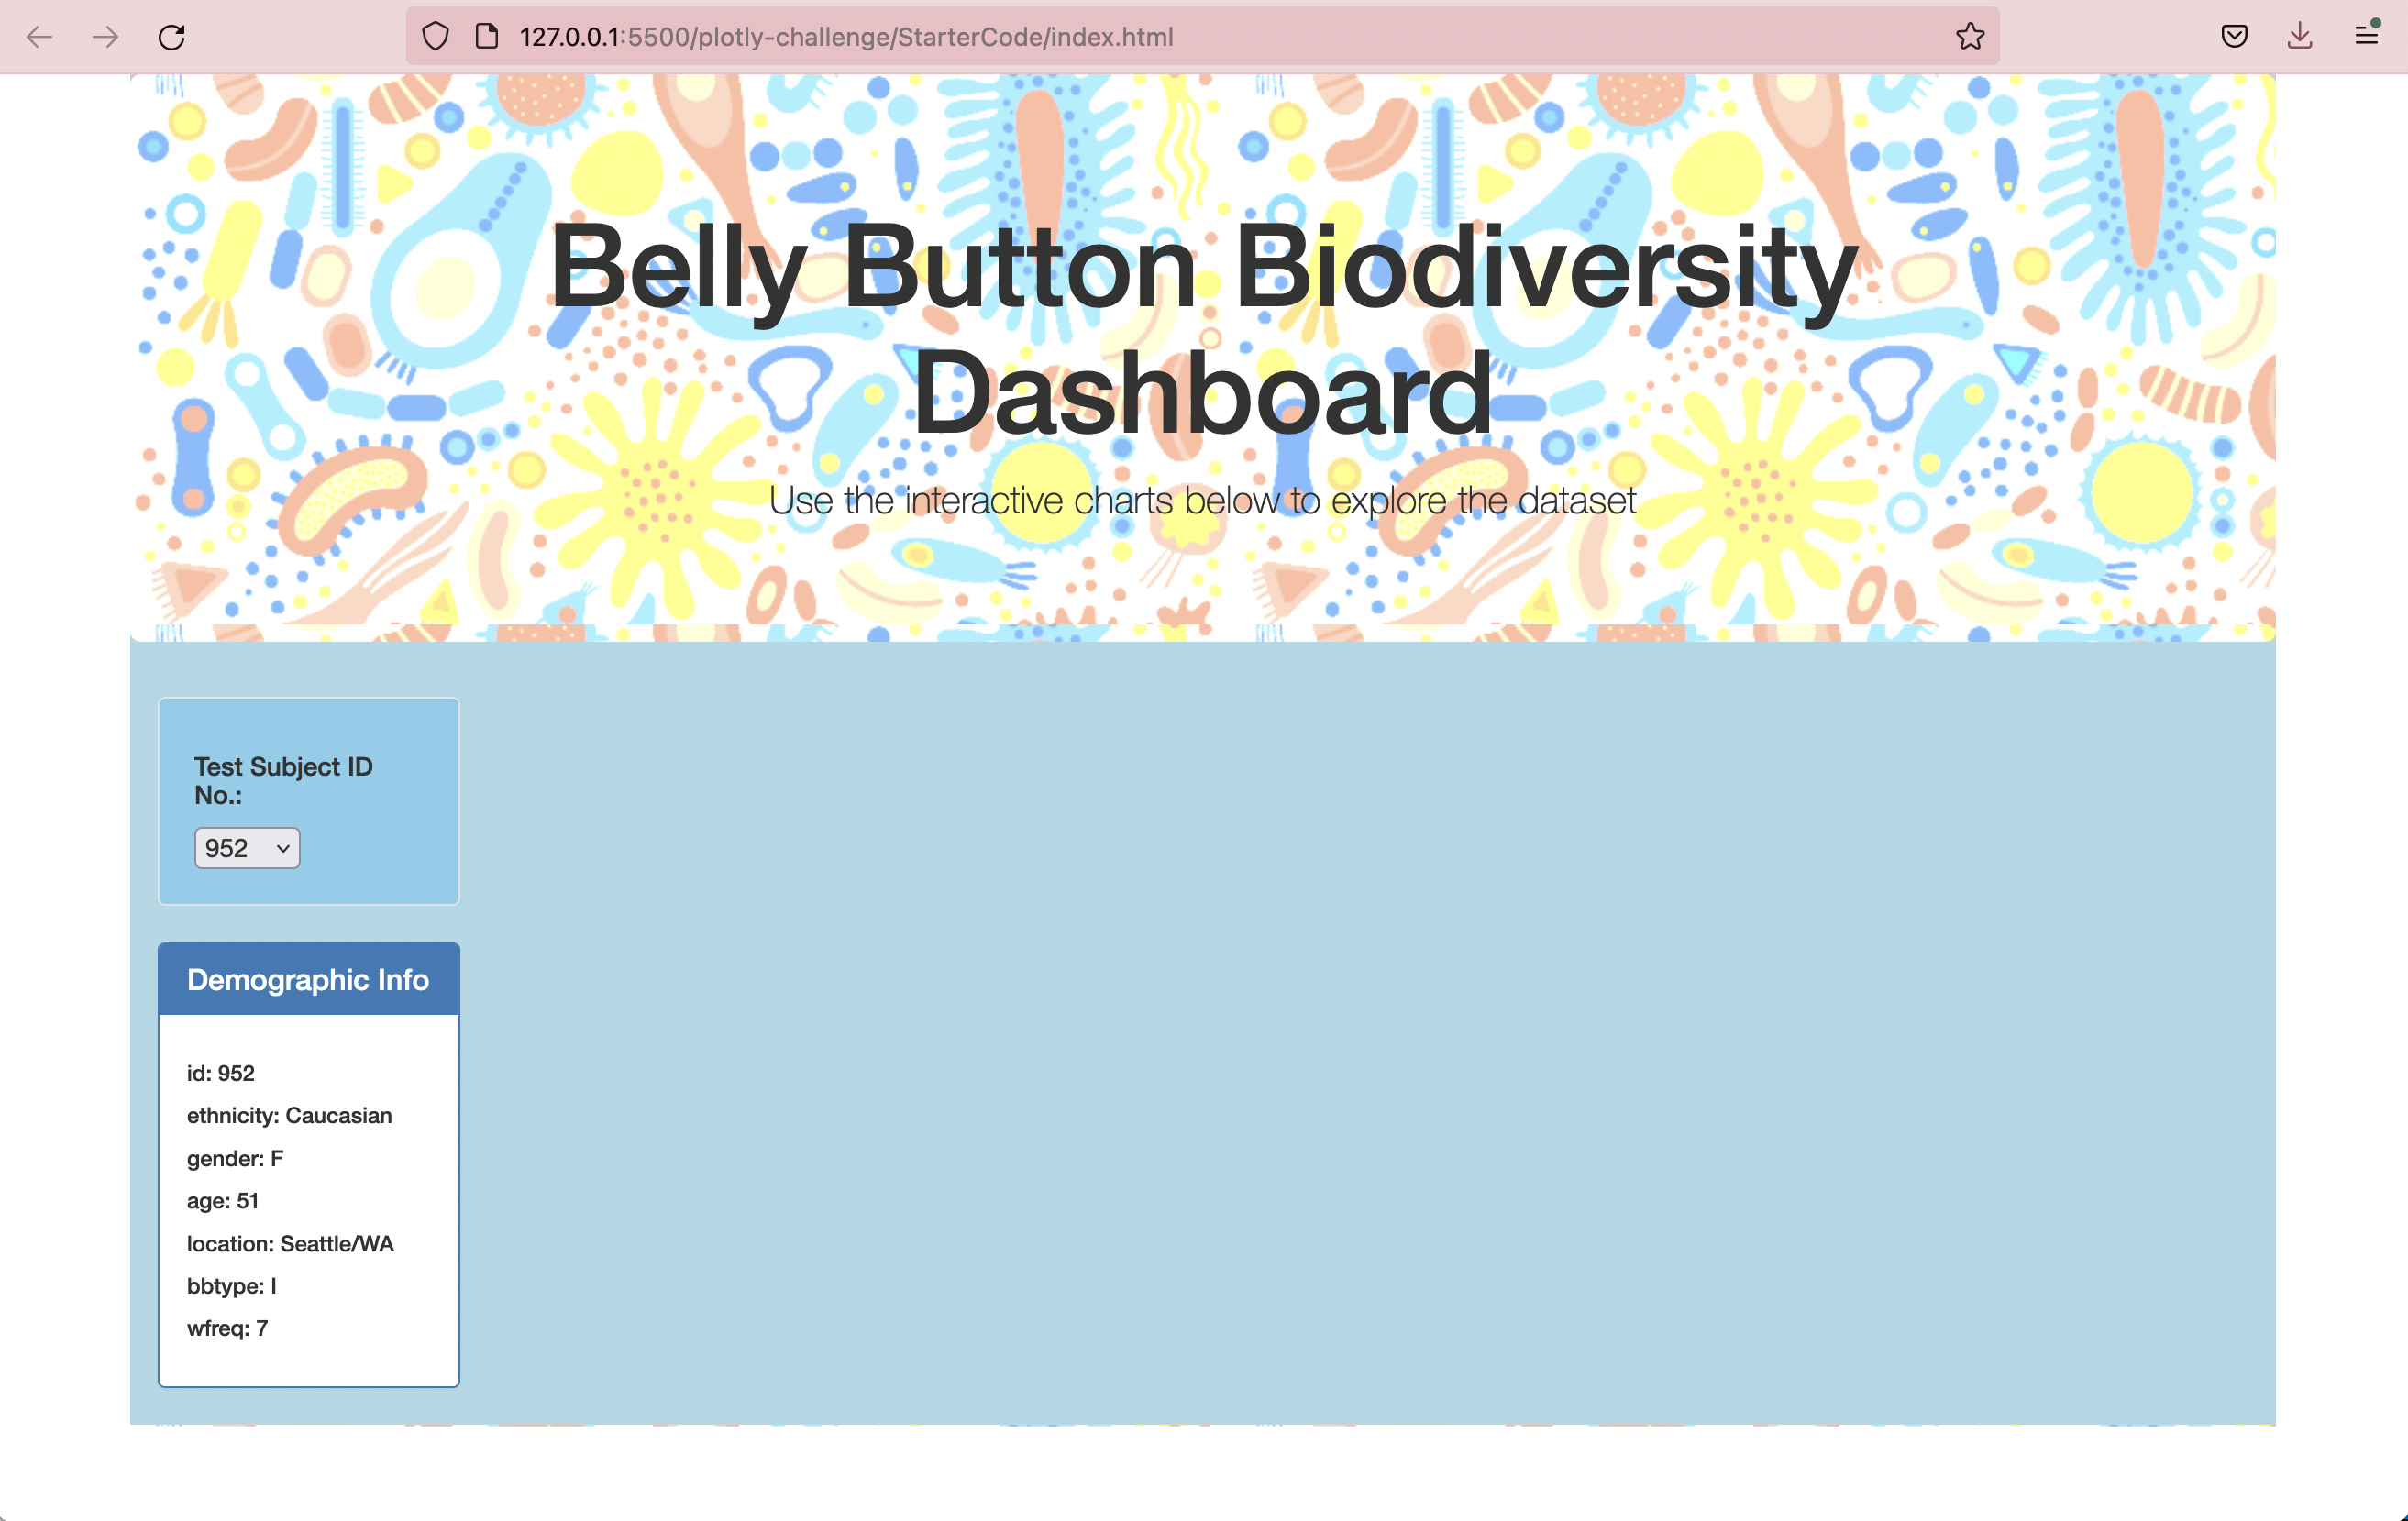 127.0.0.1:5500/plotly-challenge/StarterCode/index.html
Belly Button Biodiversity
Dashboard
Use the interactive charts below to explore the dataset
Test Subject ID
No.:
952
Demographic Info
id: 952
ethnicity: Caucasian
gender: F
age: 51
location: Seattle/WA
bbtype: I
wfreq: 7